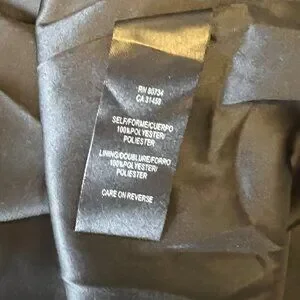 RN 80734
CA 31458
SELF/FORME/CUERPO
100%POLYESTER/
POLIESTER
LINING/DOUBLURE/FORRO
100%POLYESTER/
POLIESTER
CARE ON REVERSE